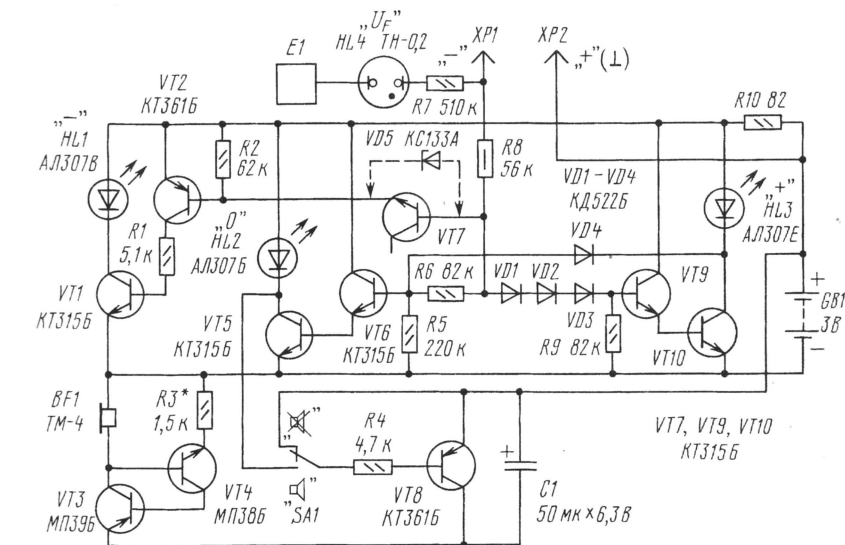 „U_F”
E1
HL4 ТН-0,2
„—”
XP1
XP2
„+”(⊥)
R7 510 к
VT2
КТ361Б
„—”
HL1
АЛ307В
R2
62 к
VD5 КС133А
R8
56 к
R10 82
VD1-VD4
КД522Б
„+”
HL3
АЛ307Е
R1
5,1 к
„0”
HL2
АЛ307Б
VT7
VD4
VT1
КТ315Б
R6 82 к
VD1
VD2
VT9
VT5
КТ315Б
VT6
КТ315Б
R5
220 к
VD3
R9 82 к
VT10
+
GB1
3В
—
BF1
ТМ-4
R3*
1,5 к
R4
4,7 к
VT7, VT9, VT10
КТ315Б
VT3
МП39Б
VT4
МП38Б
„ ”
„ ”
SA1
VT8
КТ361Б
+
C1
50 мк × 6,3 В